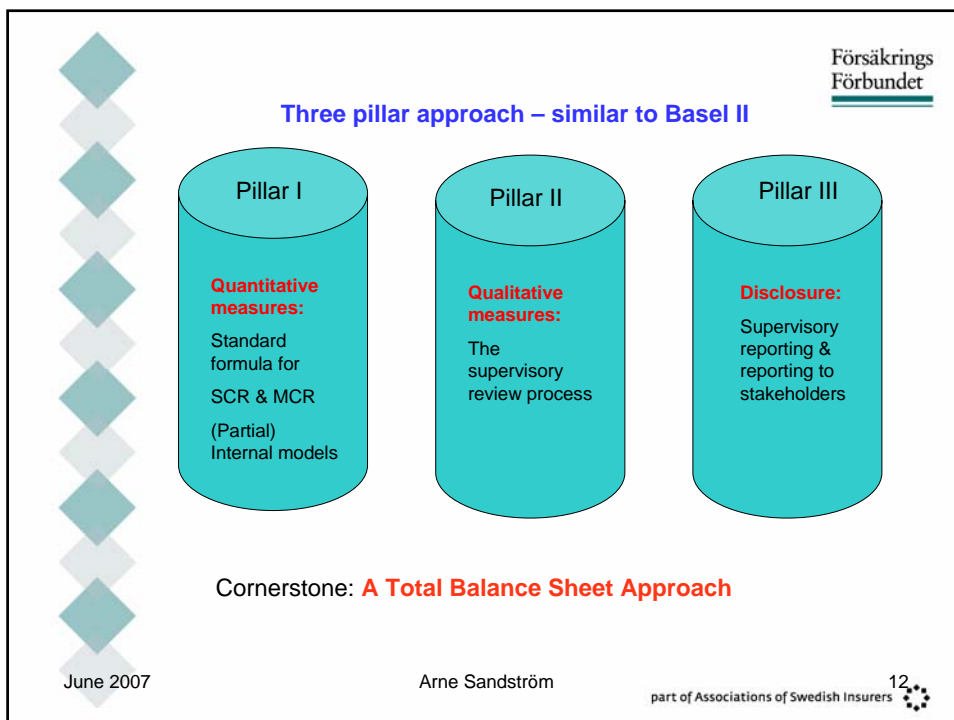 Försäkrings
Förbundet
Three pillar approach – similar to Basel II
Pillar I
Quantitative
measures:
Standard
formula for
SCR & MCR
(Partial)
Internal models
Pillar II
Qualitative
measures:
The
supervisory
review process
Pillar III
Disclosure:
Supervisory
reporting &
reporting to
stakeholders
Cornerstone: A Total Balance Sheet Approach
June 2007
Arne Sandström
12
part of Associations of Swedish Insurers